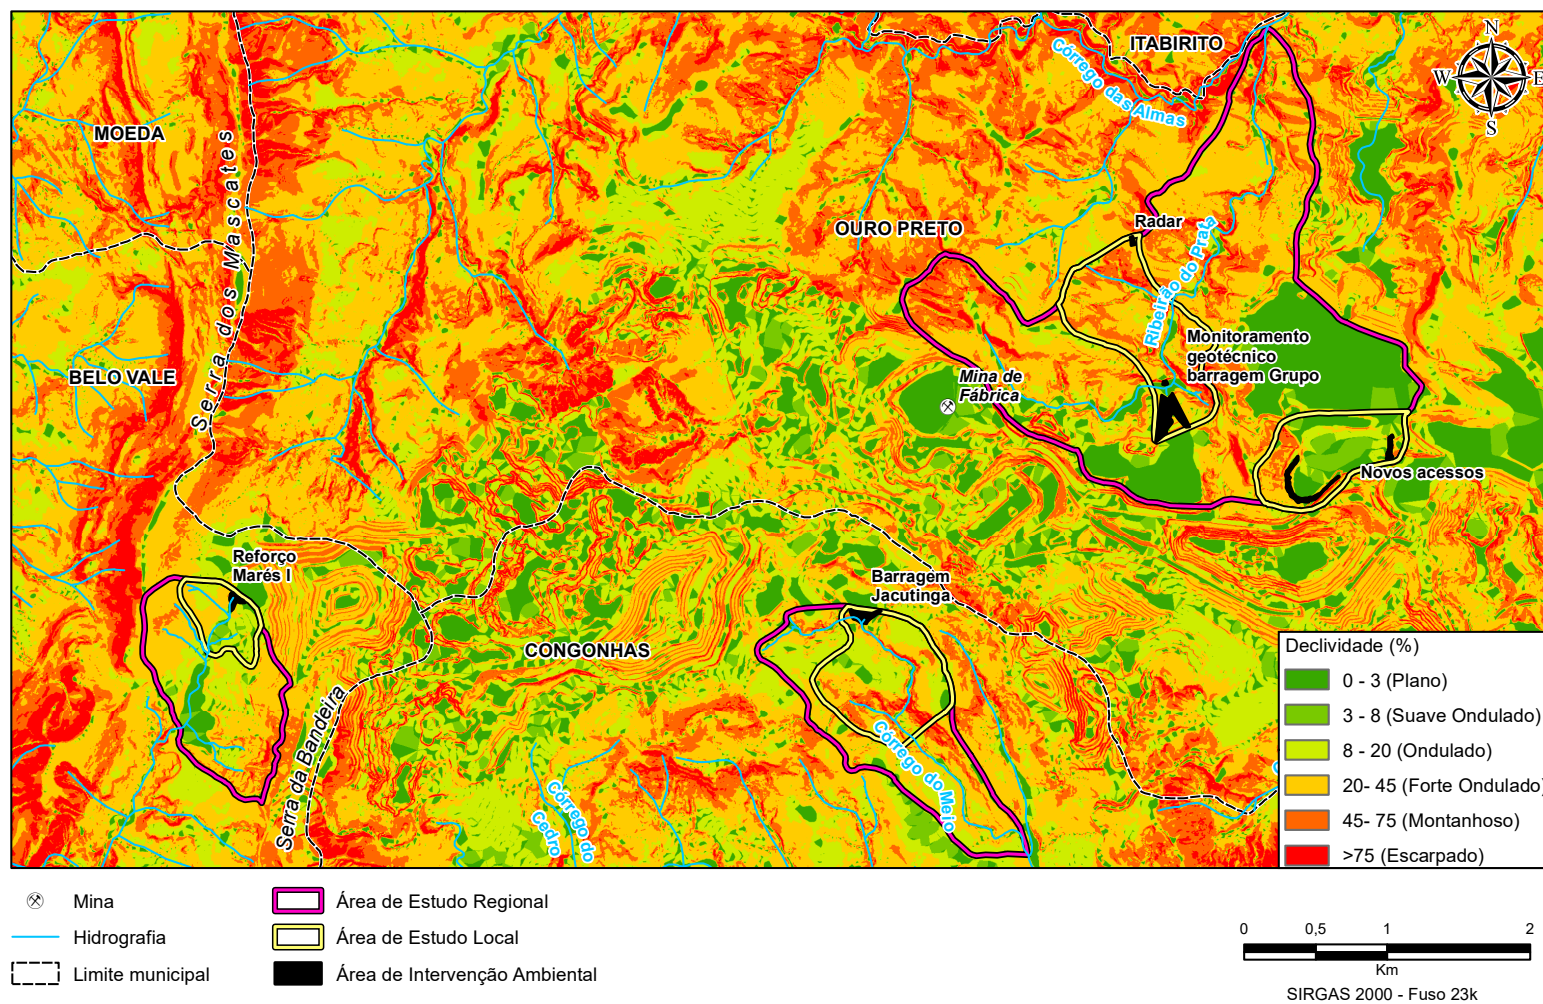 ITABIRITO
N
W
E
S
Córrego das Almas
MOEDA
Serra dos Mascates
OURO PRETO
Radar
Ribeirão do Prata
Monitoramento
geotécnico
barragem Grupo
BELO VALE
Mina de
Fábrica
Novos acessos
Reforço
Marés I
Barragem
Jacutinga
CONGONHAS
Serra da Bandeira
Córrego do Meio
Córrego do
Cedro
Declividade (%)
0 - 3 (Plano)
3 - 8 (Suave Ondulado)
8 - 20 (Ondulado)
20- 45 (Forte Ondulado)
45- 75 (Montanhoso)
>75 (Escarpado)
Mina
Hidrografia
Limite municipal
Área de Estudo Regional
Área de Estudo Local
Área de Intervenção Ambiental
0 0,5 1 2
Km
SIRGAS 2000 - Fuso 23k